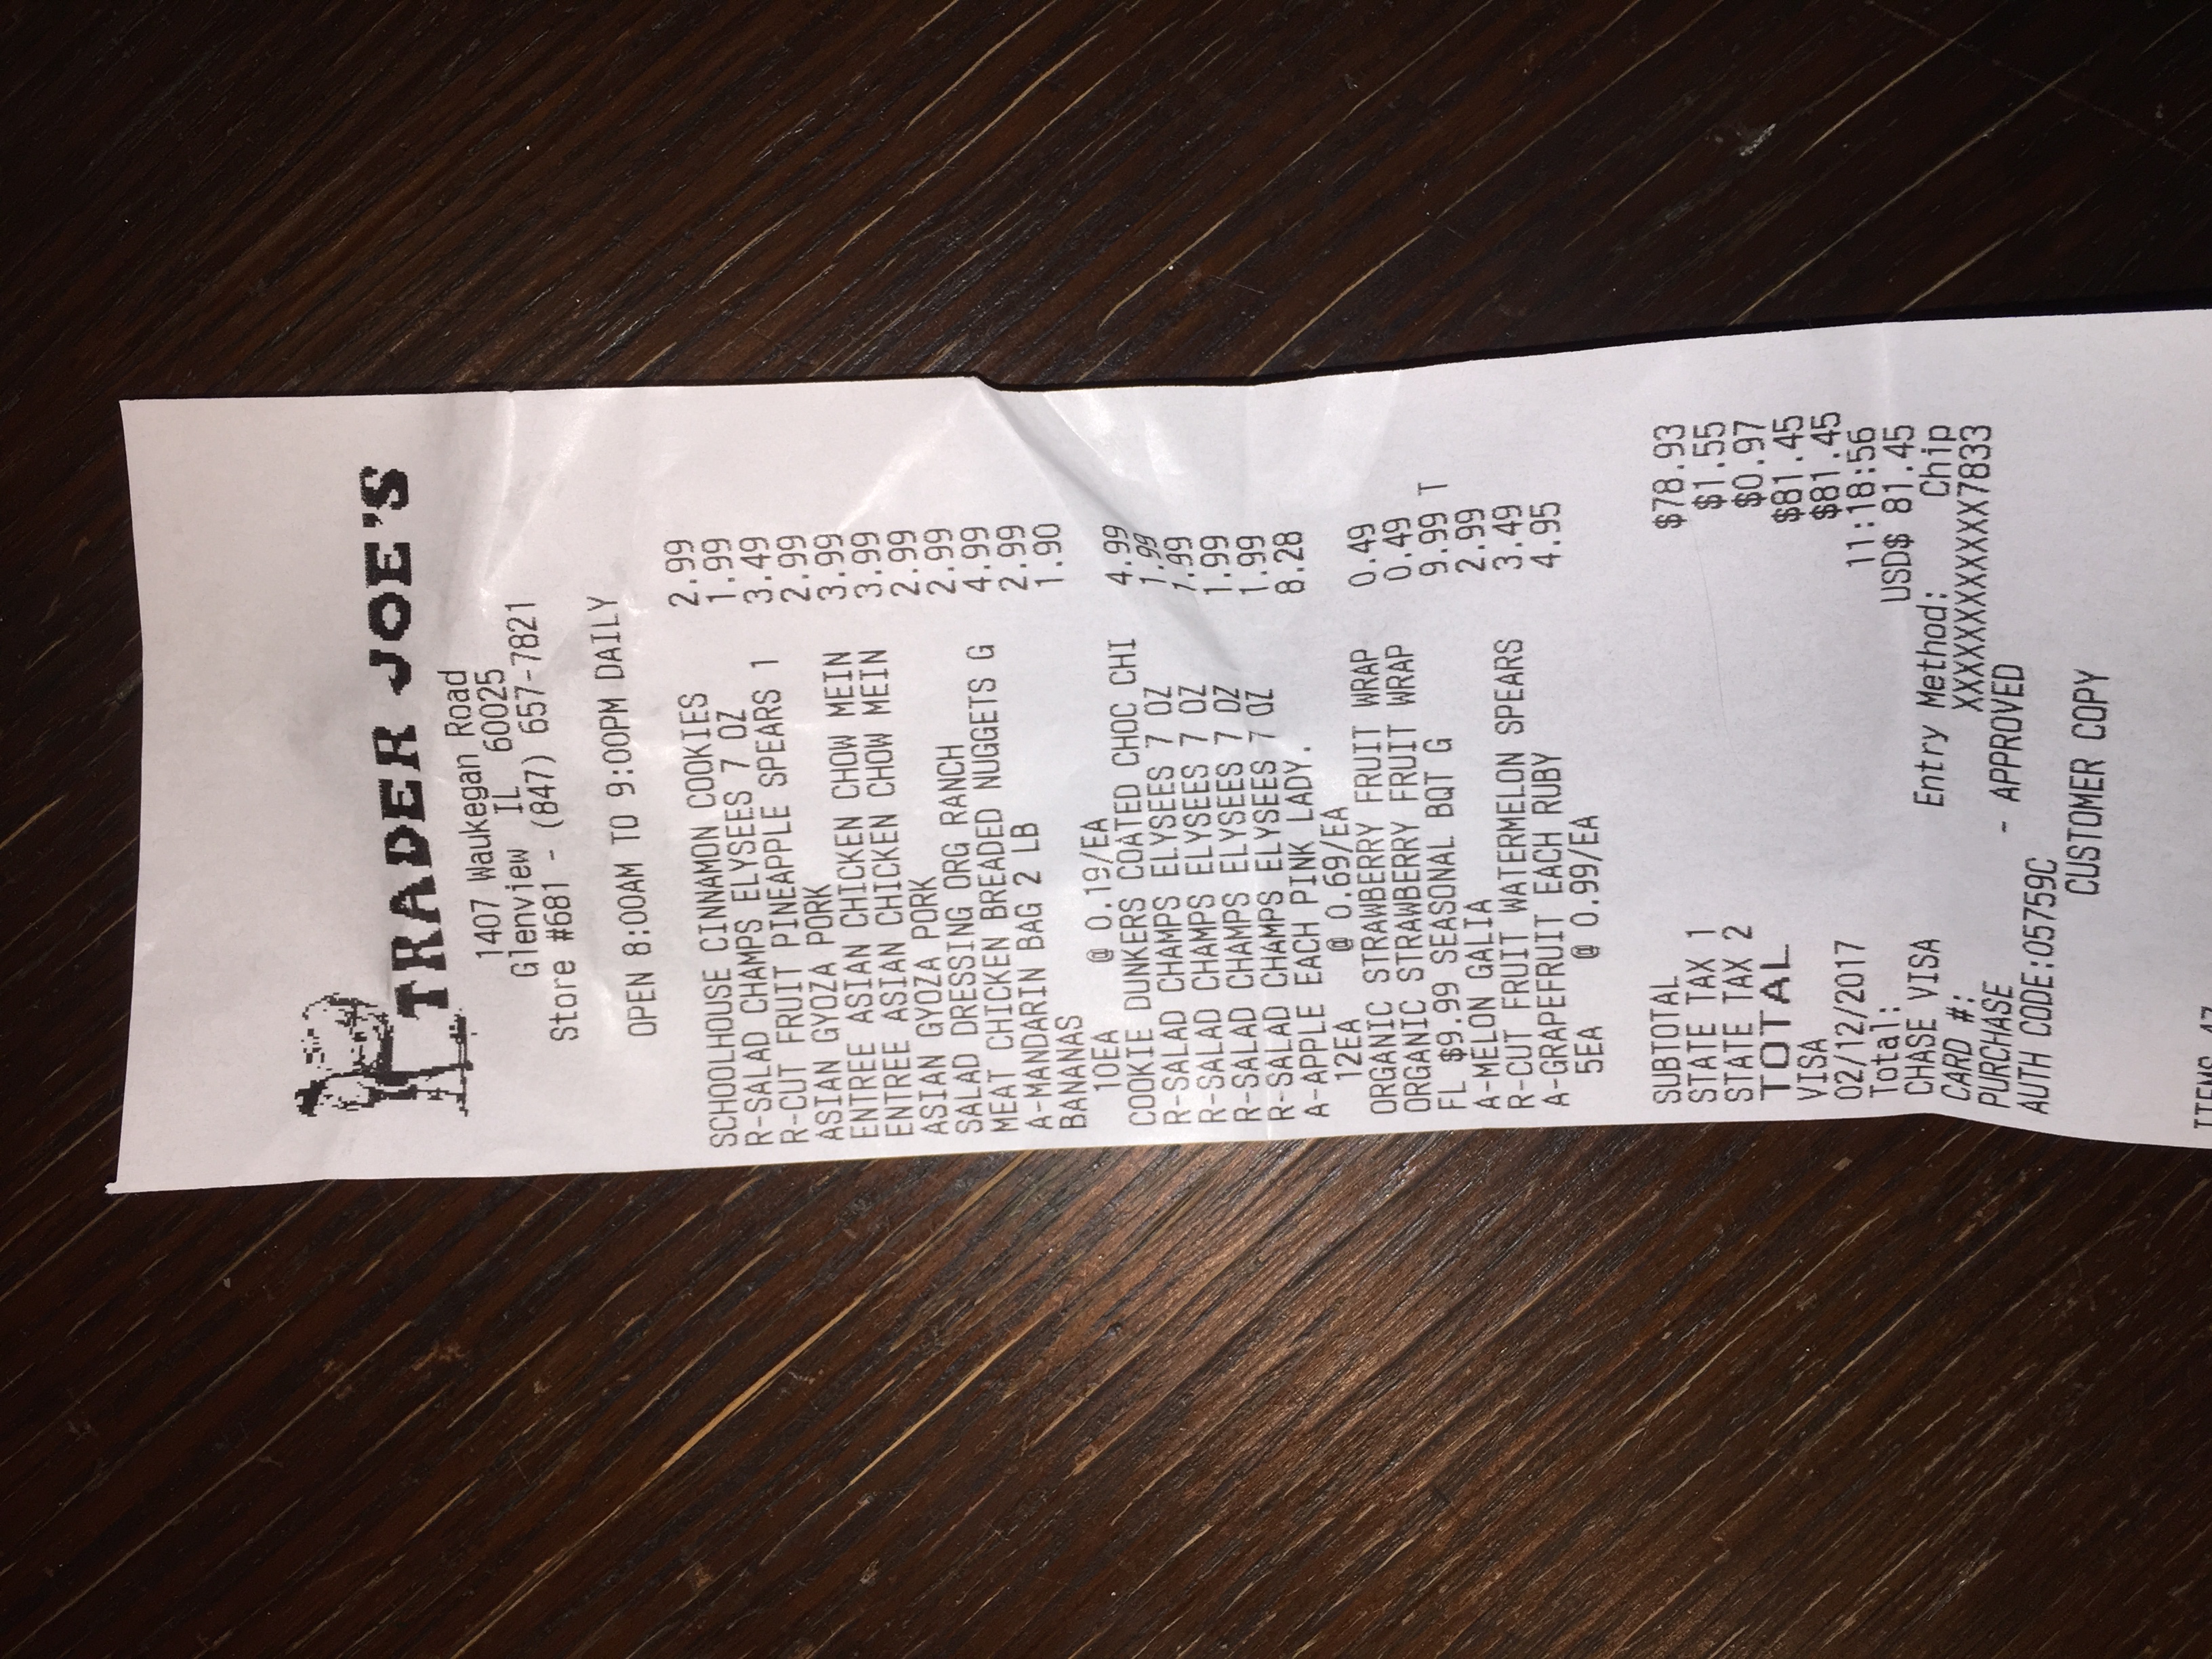 TRADER JOE'S
1407 Waukegan Road
Glenview IL 60025
Store #681 - (847) 657-7821
OPEN 8:00AM TO 9:00PM DAILY
SCHOOLHOUSE CINNAMON COOKIES 2.99
R-SALAD CHAMPS ELYSEES 7 OZ 1.99
R-CUT FRUIT PINEAPPLE SPEARS 1 3.49
ASIAN GYOZA PORK 2.99
ENTREE ASIAN CHICKEN CHOW MEIN 3.99
ENTREE ASIAN CHICKEN CHOW MEIN 3.99
ASIAN GYOZA PORK 2.99
SALAD DRESSING ORG RANCH 2.99
MEAT CHICKEN BREADED NUGGETS G 4.99
A-MANDARIN BAG 2 LB 2.99
BANANAS 1.90
10EA @ 0.19/EA
COOKIE DUNKERS COATED CHOC CHI 4.99
R-SALAD CHAMPS ELYSEES 7 OZ 1.99
R-SALAD CHAMPS ELYSEES 7 OZ 1.99
R-SALAD CHAMPS ELYSEES 7 OZ 1.99
R-SALAD CHAMPS ELYSEES 7 OZ 1.99
A-APPLE EACH PINK LADY. 8.28
12EA @ 0.69/EA
ORGANIC STRAWBERRY FRUIT WRAP 0.49
ORGANIC STRAWBERRY FRUIT WRAP 0.49
FL $9.99 SEASONAL BQT G 9.99 T
A-MELON GALIA 2.99
R-CUT FRUIT WATERMELON SPEARS 3.49
A-GRAPEFRUIT EACH RUBY 4.95
5EA @ 0.99/EA
SUBTOTAL $78.93
STATE TAX 1 $1.55
STATE TAX 2 $0.97
TOTAL $81.45
VISA $81.45
02/12/2017 11:18:56
Total: USD$ 81.45
CHASE VISA Entry Method: Chip
CARD #: XXXXXXXXXXXX7833
PURCHASE - APPROVED
AUTH CODE:05759C
CUSTOMER COPY
ITEMS 47